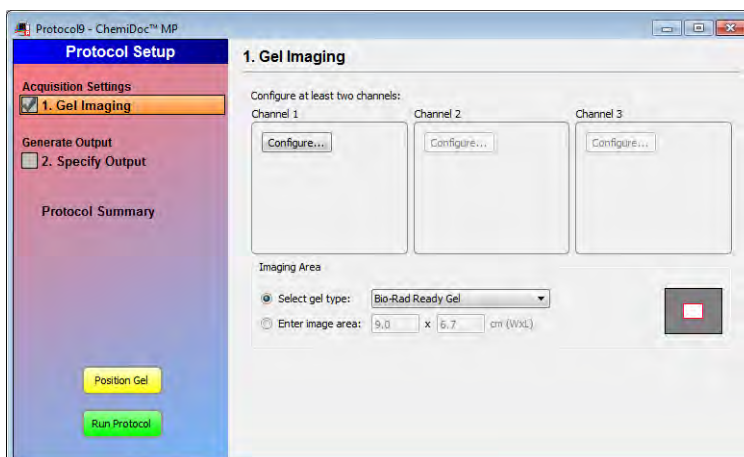 Protocol9 - ChemiDoc™ MP
Protocol Setup
Acquisition Settings
1. Gel Imaging
Generate Output
2. Specify Output
Protocol Summary
Position Gel
Run Protocol
1. Gel Imaging
Configure at least two channels:
Channel 1 Channel 2 Channel 3
Configure... Configure... Configure...
Imaging Area
Select gel type: Bio-Rad Ready Gel
Enter image area: 9.0 x 6.7 cm (WxL)